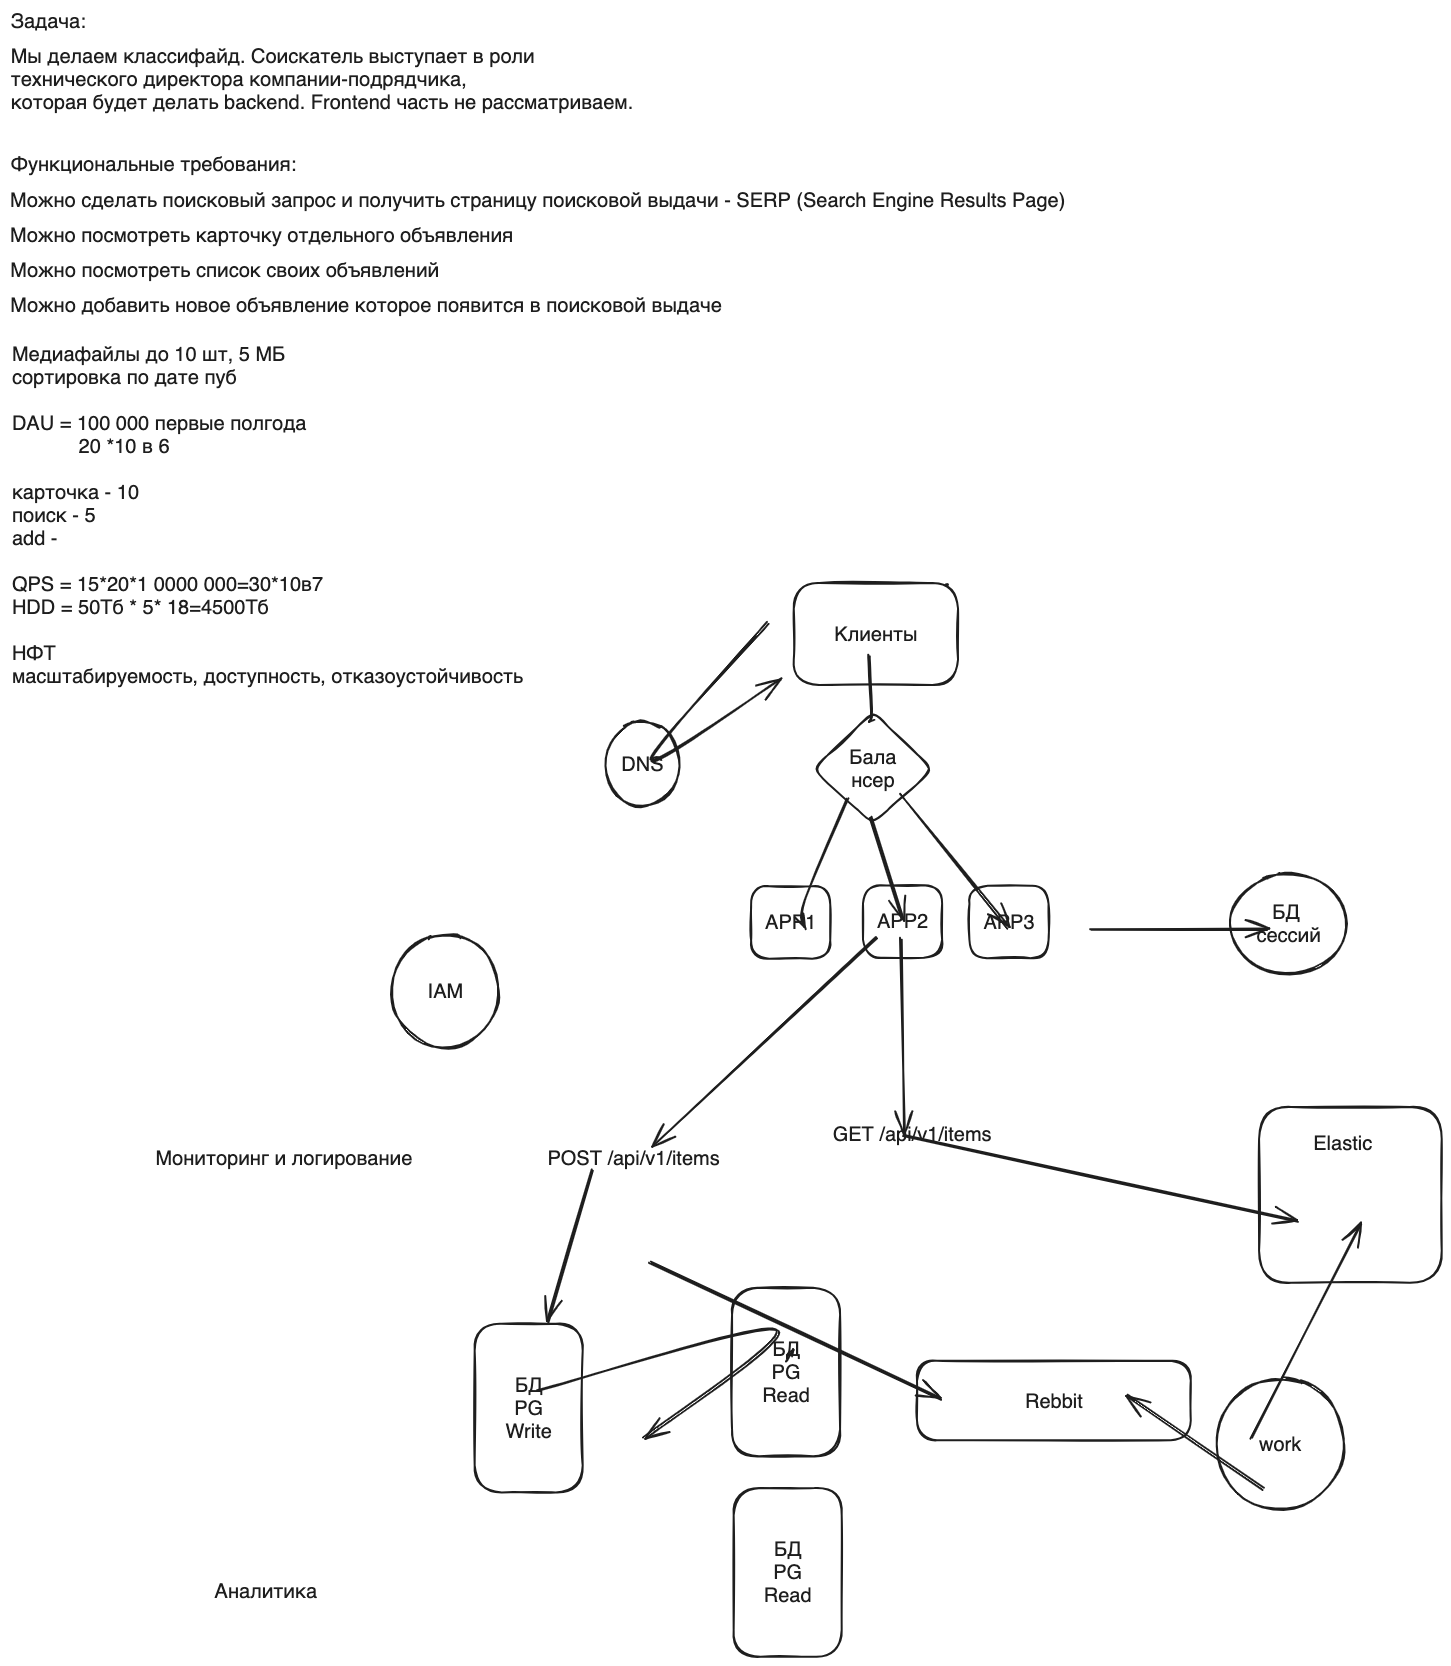 Задача:
Мы делаем классифайд. Соискатель выступает в роли
технического директора компании-подрядчика,
которая будет делать backend. Frontend часть не рассматриваем.
Функциональные требования:
Можно сделать поисковый запрос и получить страницу поисковой выдачи - SERP (Search Engine Results Page)
Можно посмотреть карточку отдельного объявления
Можно посмотреть список своих объявлений
Можно добавить новое объявление которое появится в поисковой выдаче
Медиафайлы до 10 шт, 5 МБ
сортировка по дате пуб
DAU = 100 000 первые полгода
20 *10 в 6
карточка - 10
поиск - 5
add -
QPS = 15*20*1 0000 000=30*10в7
HDD = 50Тб * 5* 18=4500Тб
НФТ
масштабируемость, доступность, отказоустойчивость
Клиенты
DNS
Бала
нсер
APP1
APP2
APP3
БД
сессий
IAM
Мониторинг и логирование
POST /api/v1/items
GET /api/v1/items
Elastic
БД
PG
Write
БД
PG
Read
Rebbit
work
БД
PG
Read
Аналитика